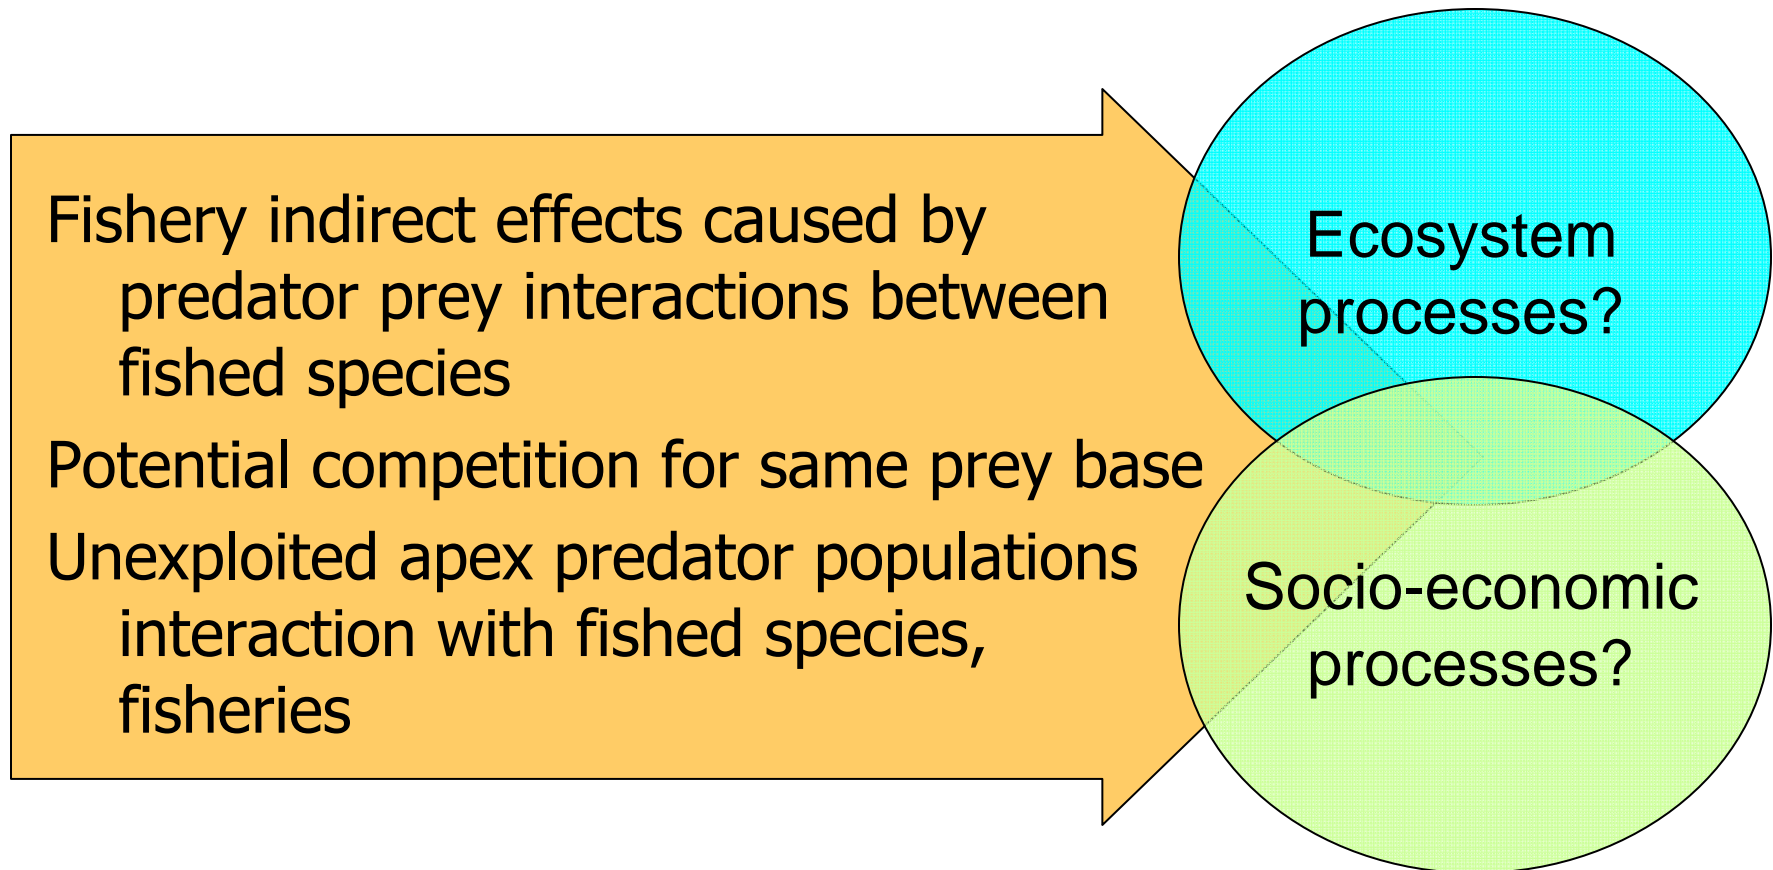 Fishery indirect effects caused by
predator prey interactions between
fished species
Potential competition for same prey base
Unexploited apex predator populations
interaction with fished species,
fisheries
Ecosystem
processes?
Socio-economic
processes?